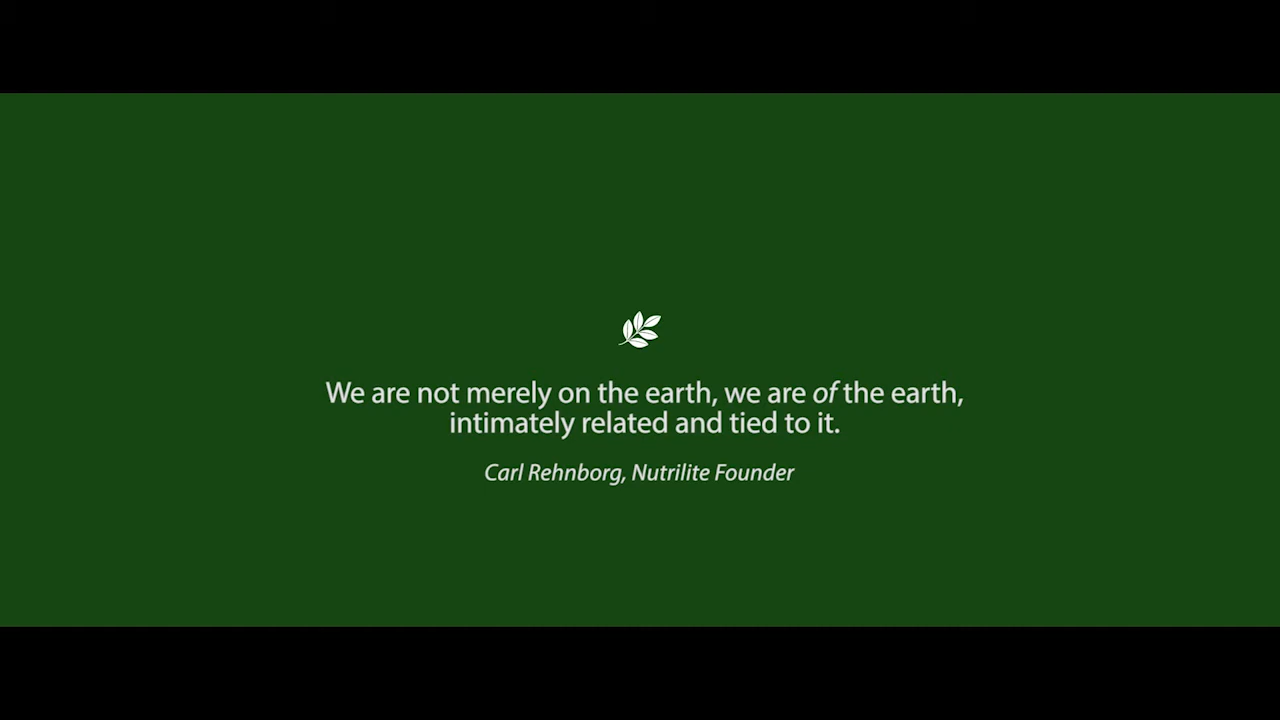 We are not merely on the earth, we are of the earth,
intimately related and tied to it.
Carl Rehnborg, Nutrilite Founder